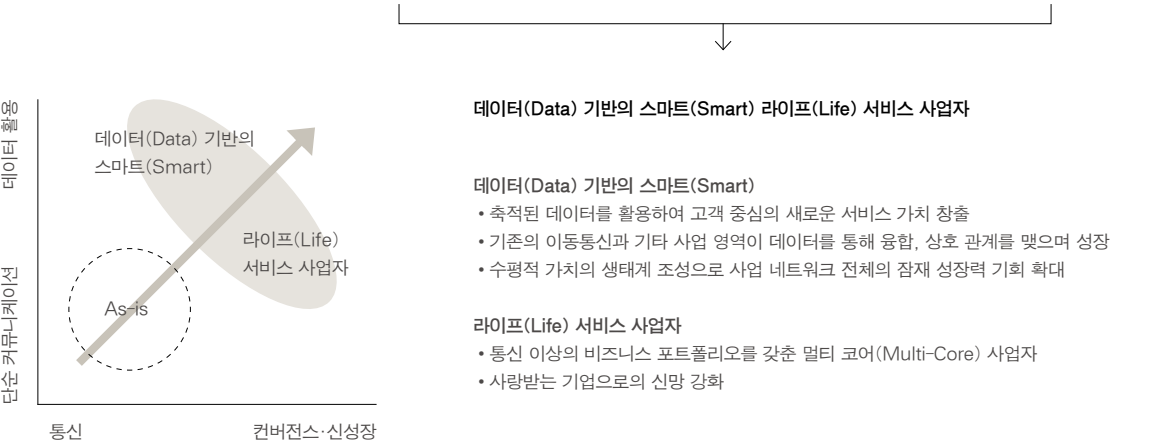 데이터(Data) 기반의 스마트(Smart) 라이프(Life) 서비스 사업자
데이터 활용
단순 커뮤니케이션
데이터(Data) 기반의
스마트(Smart)
라이프(Life)
서비스 사업자
As-is
통신
컨버전스·신성장
데이터(Data) 기반의 스마트(Smart)
• 축적된 데이터를 활용하여 고객 중심의 새로운 서비스 가치 창출
• 기존의 이동통신과 기타 사업 영역이 데이터를 통해 융합, 상호 관계를 맺으며 성장
• 수평적 가치의 생태계 조성으로 사업 네트워크 전체의 잠재 성장력 기회 확대
라이프(Life) 서비스 사업자
• 통신 이상의 비즈니스 포트폴리오를 갖춘 멀티 코어(Multi-Core) 사업자
• 사랑받는 기업으로의 신망 강화